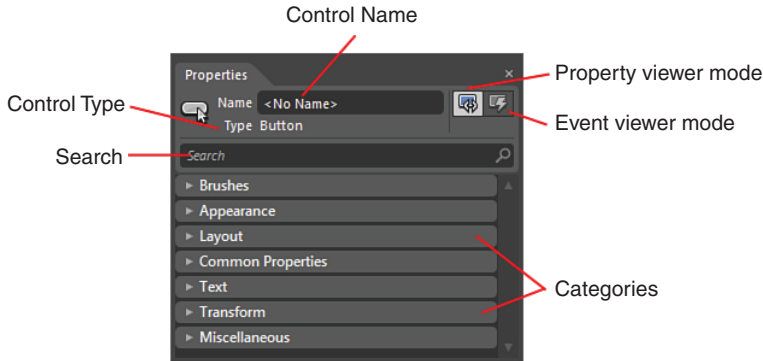 Control Name
Properties
×
Property viewer mode
Name <No Name>
Control Type
Type Button
Event viewer mode
Search
Search
Brushes
Appearance
Layout
Common Properties
Text
Categories
Transform
Miscellaneous